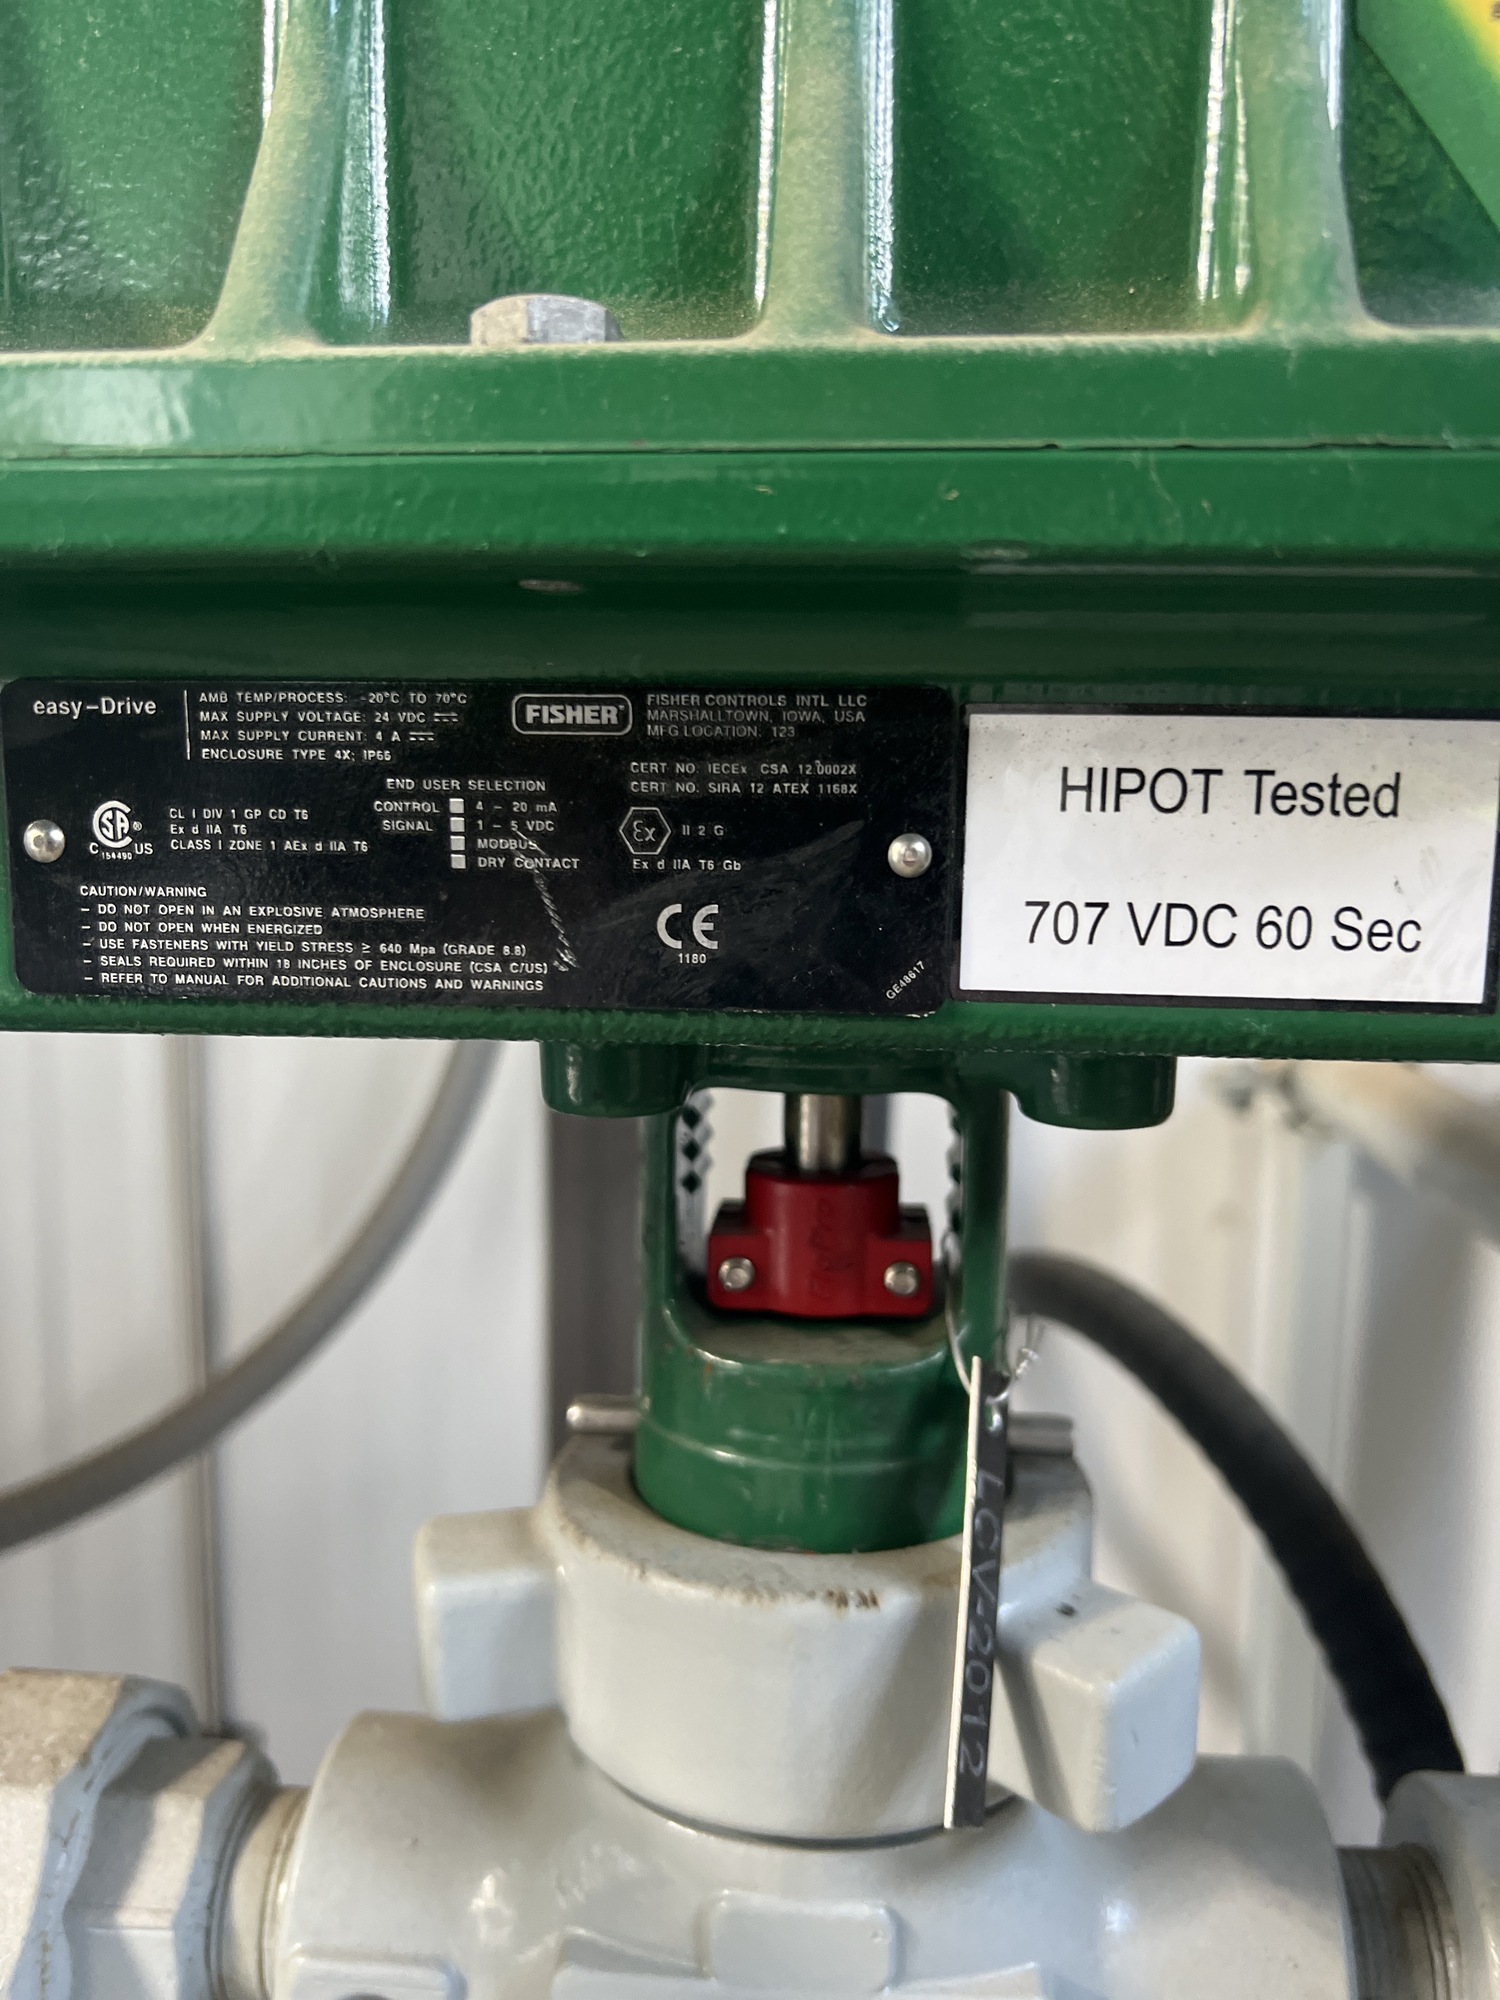 easy-Drive
AMB TEMP/PROCESS: -20°C TO 70°C
MAX SUPPLY VOLTAGE: 24 VDC
MAX SUPPLY CURRENT: 4 A
ENCLOSURE TYPE 4X; IP66
FISHER
FISHER CONTROLS INTL LLC
MARSHALLTOWN, IOWA, USA
MFG LOCATION: 123
CERT NO. IECEx CSA 12.0002X
CERT NO. SIRA 12 ATEX 1168X
END USER SELECTION
CONTROL SIGNAL
4 - 20 mA
1 - 5 VDC
MODBUS
DRY CONTACT
SA ®
C US
154490
CL I DIV 1 GP CD T6
Ex d IIA T6
CLASS I ZONE 1 AEx d IIA T6
Ex II 2 G
Ex d IIA T6 Gb
CAUTION/WARNING
- DO NOT OPEN IN AN EXPLOSIVE ATMOSPHERE
- DO NOT OPEN WHEN ENERGIZED
- USE FASTENERS WITH YIELD STRESS ≥ 640 Mpa (GRADE 8.8)
- SEALS REQUIRED WITHIN 18 INCHES OF ENCLOSURE (CSA C/US)
- REFER TO MANUAL FOR ADDITIONAL CAUTIONS AND WARNINGS
CE
1180
GE48617
HIPOT Tested
707 VDC 60 Sec
LCV-2012